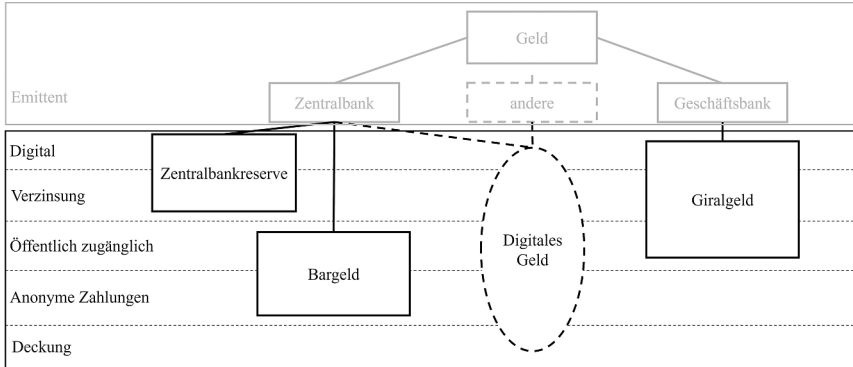 Geld
Emittent
Zentralbank
andere
Geschäftsbank
Digital
Zentralbankreserve
Verzinsung
Giralgeld
Öffentlich zugänglich
Digitales
Geld
Bargeld
Anonyme Zahlungen
Deckung